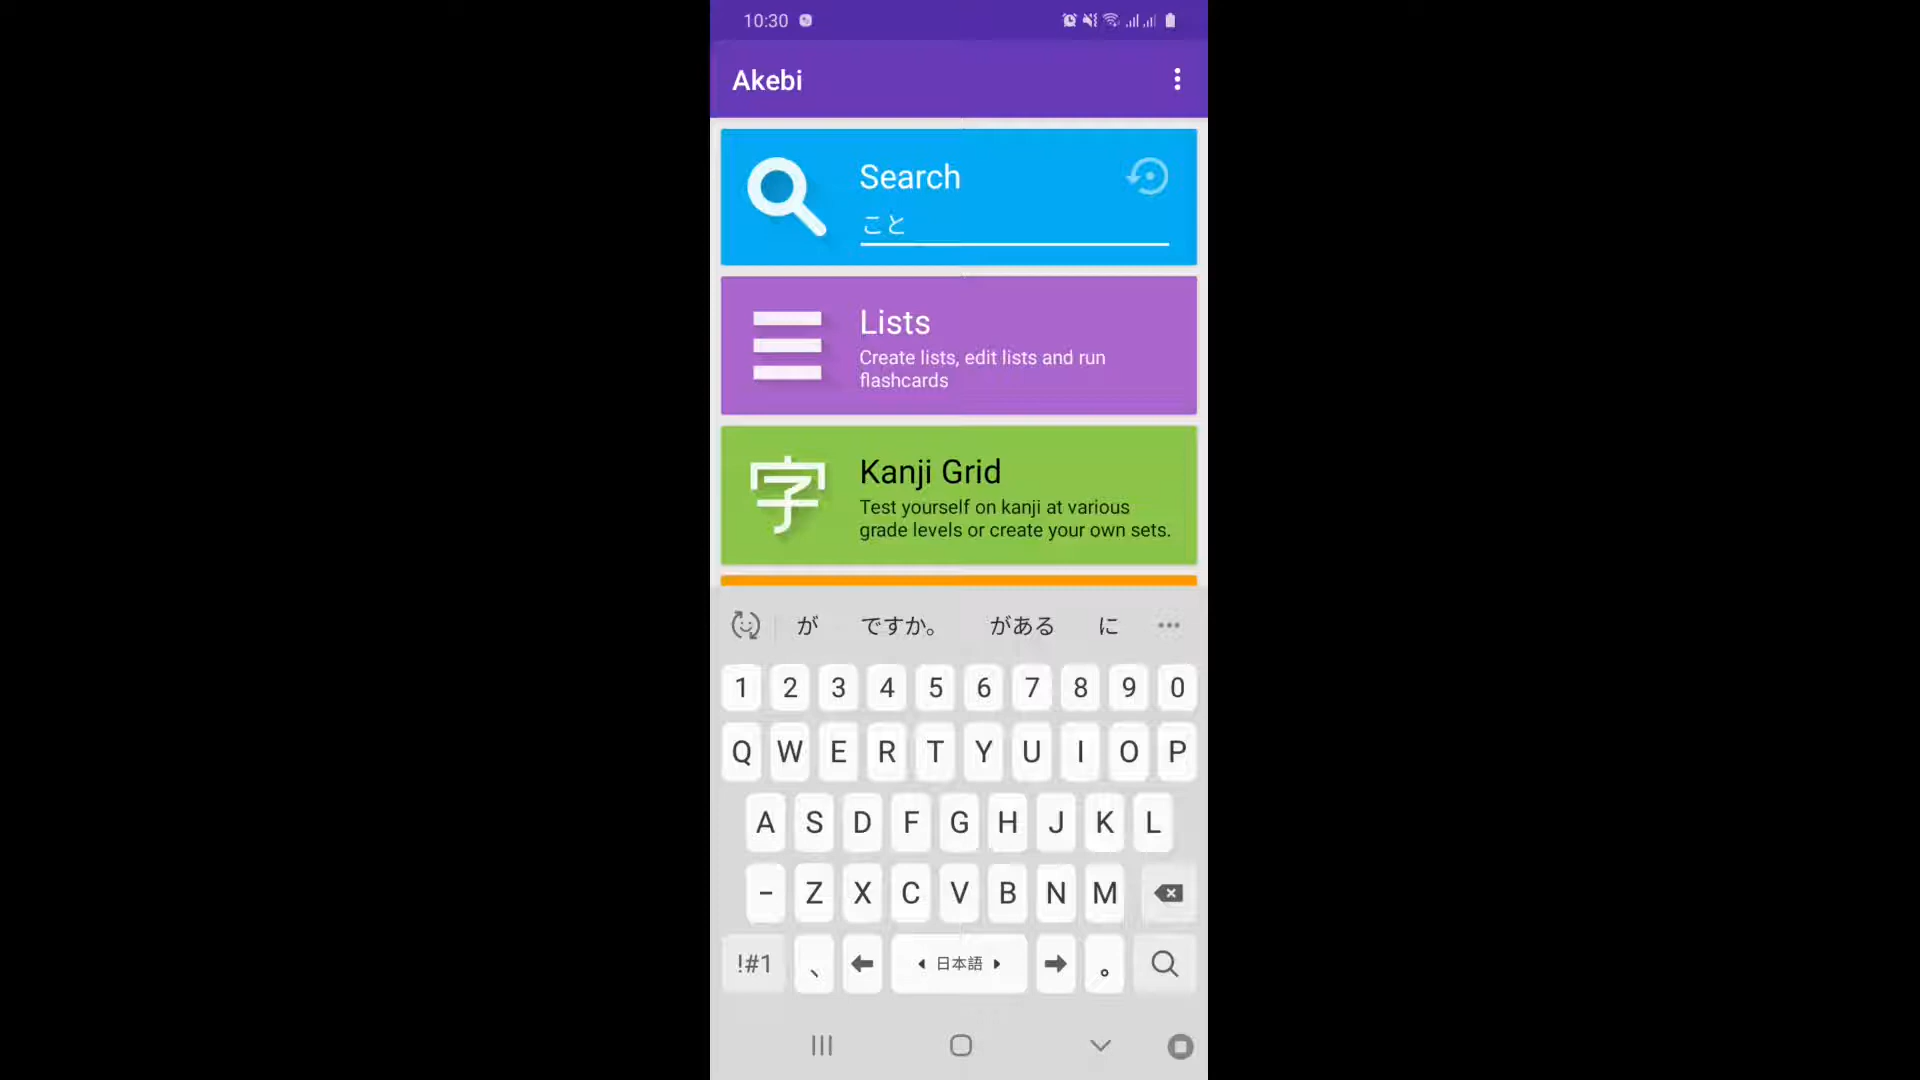 10:30
Akebi
Search
こと
Lists
Create lists, edit lists and run
flashcards
字
Kanji Grid
Test yourself on kanji at various
grade levels or create your own sets.
が ですか。 がある に
1 2 3 4 5 6 7 8 9 0
Q W E R T Y U I O P
A S D F G H J K L
- Z X C V B N M
!#1 、 日本語 。